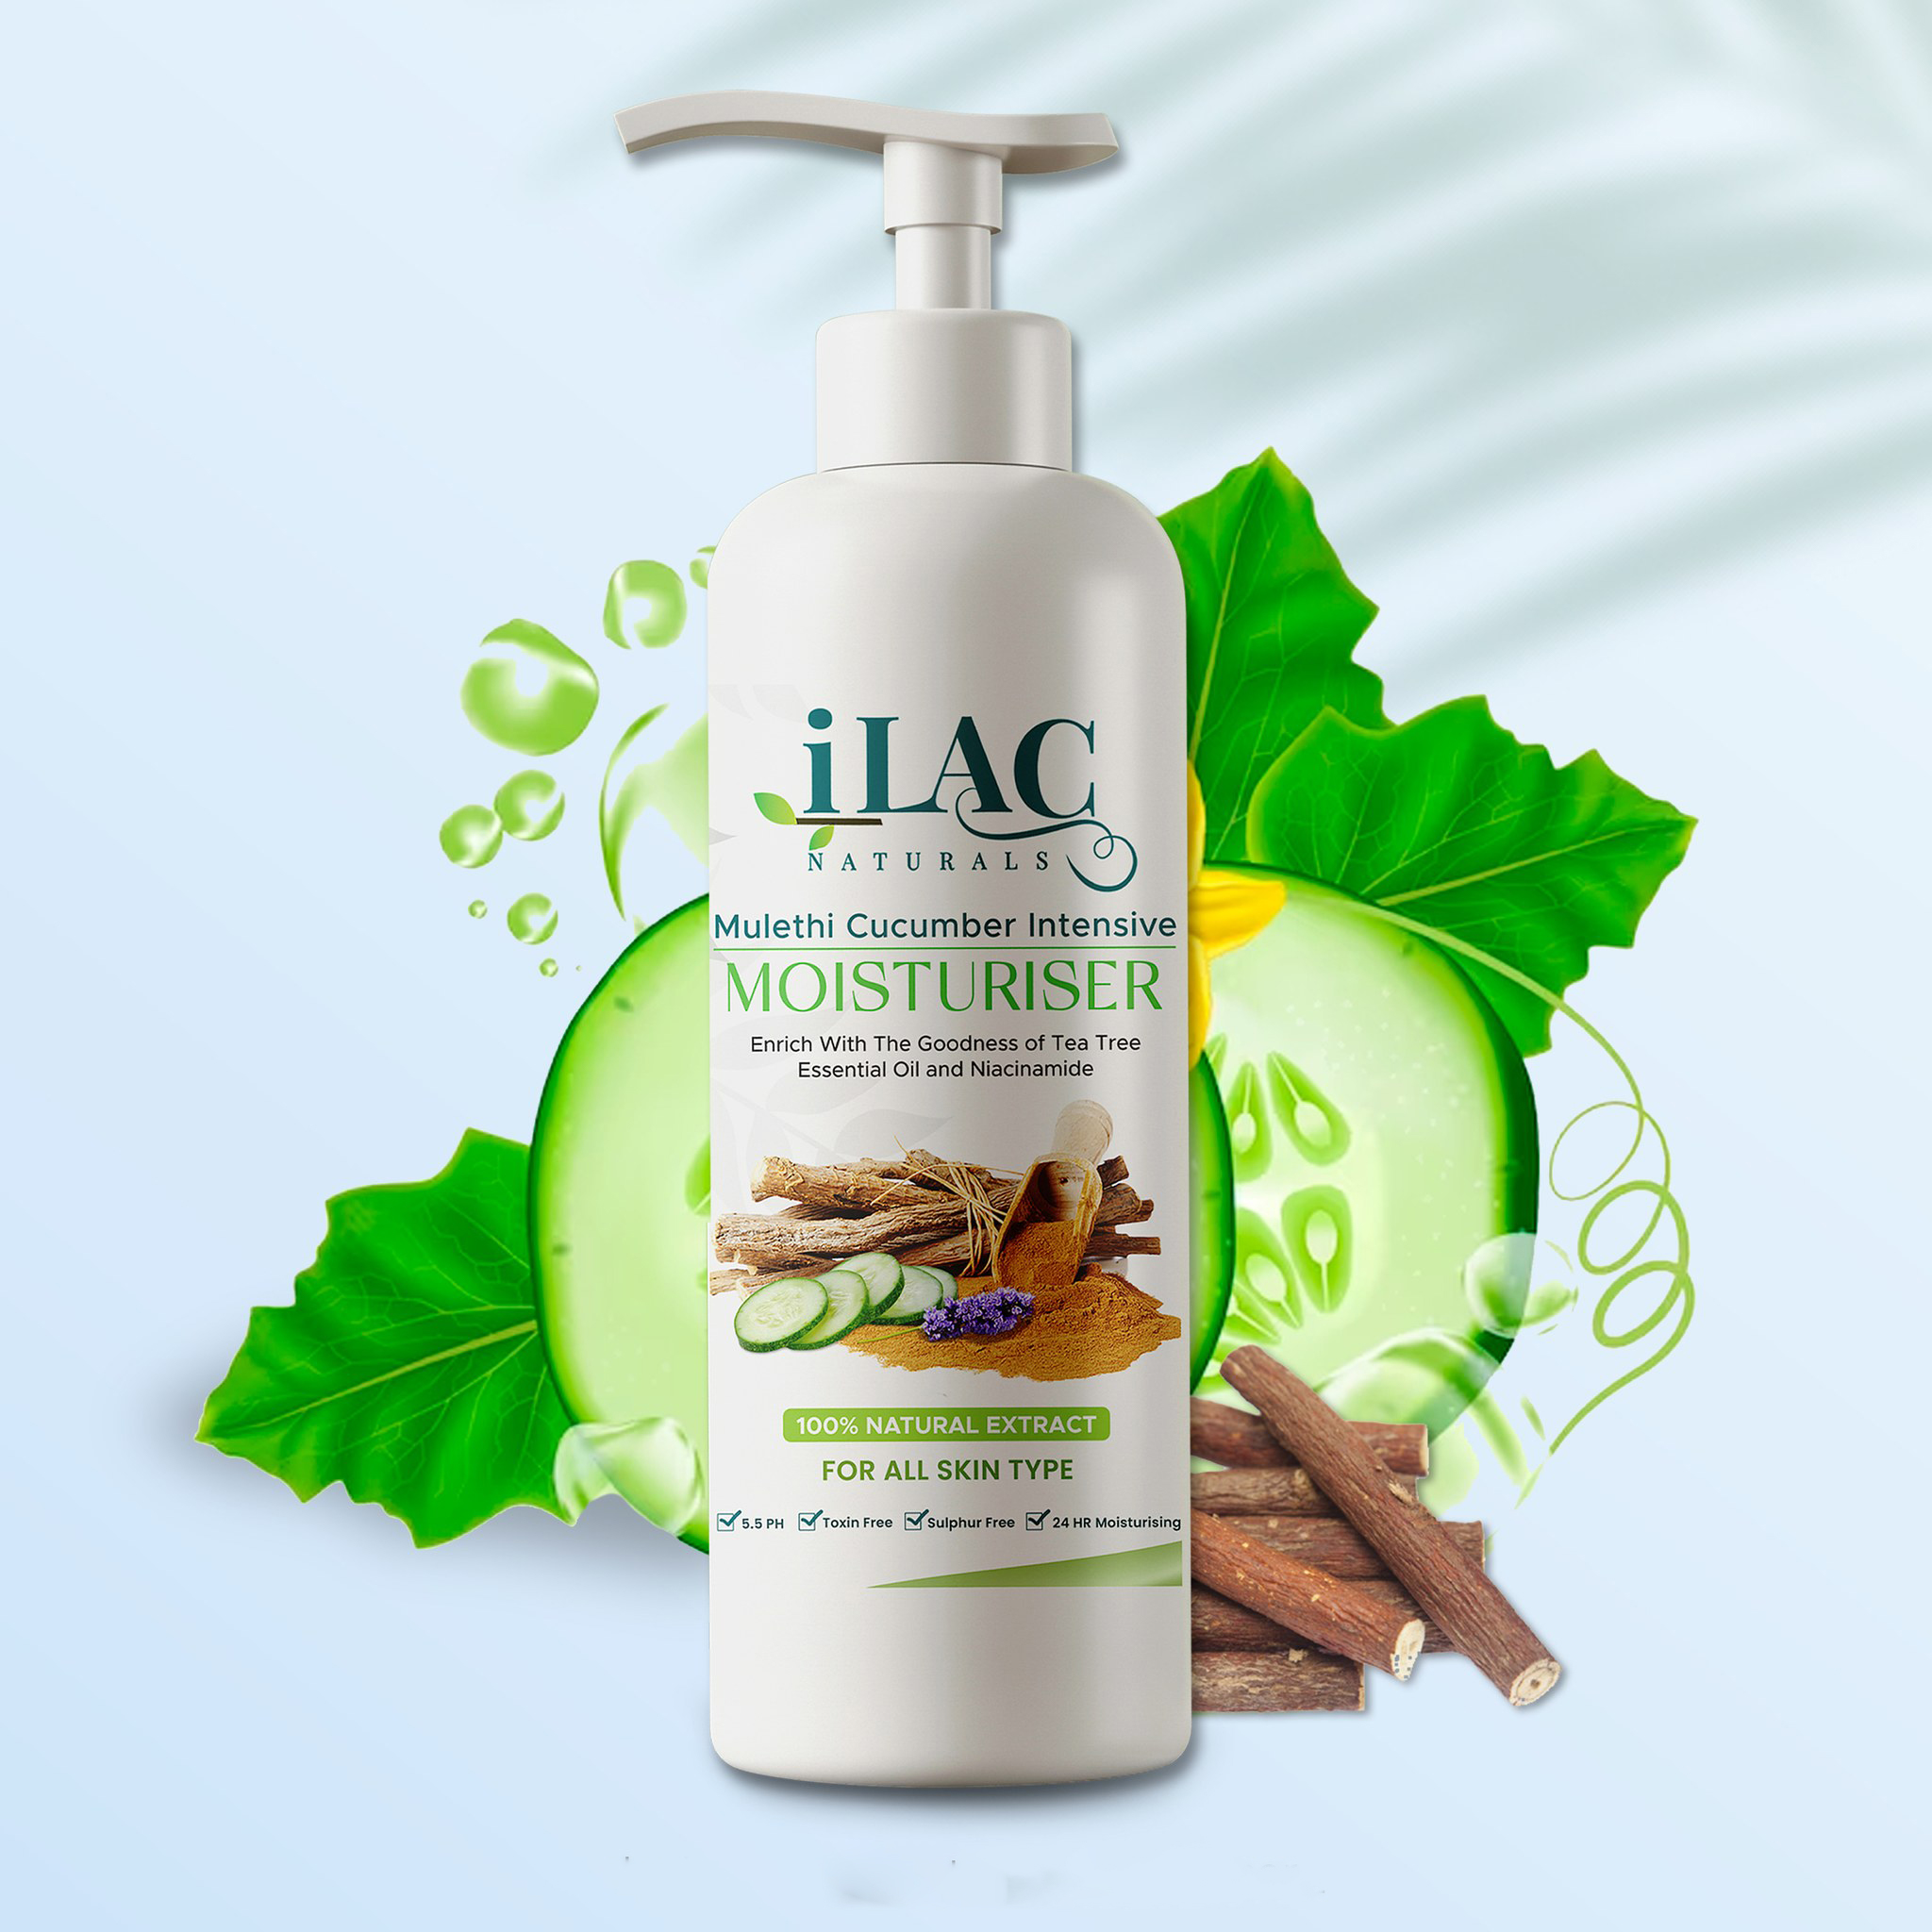 iLAC
NATURALS
Mulethi Cucumber Intensive
MOISTURISER
Enrich With The Goodness of Tea Tree
Essential Oil and Niacinamide
100% NATURAL EXTRACT
FOR ALL SKIN TYPE
5.5 PH Toxin Free Sulphur Free 24 HR Moisturising